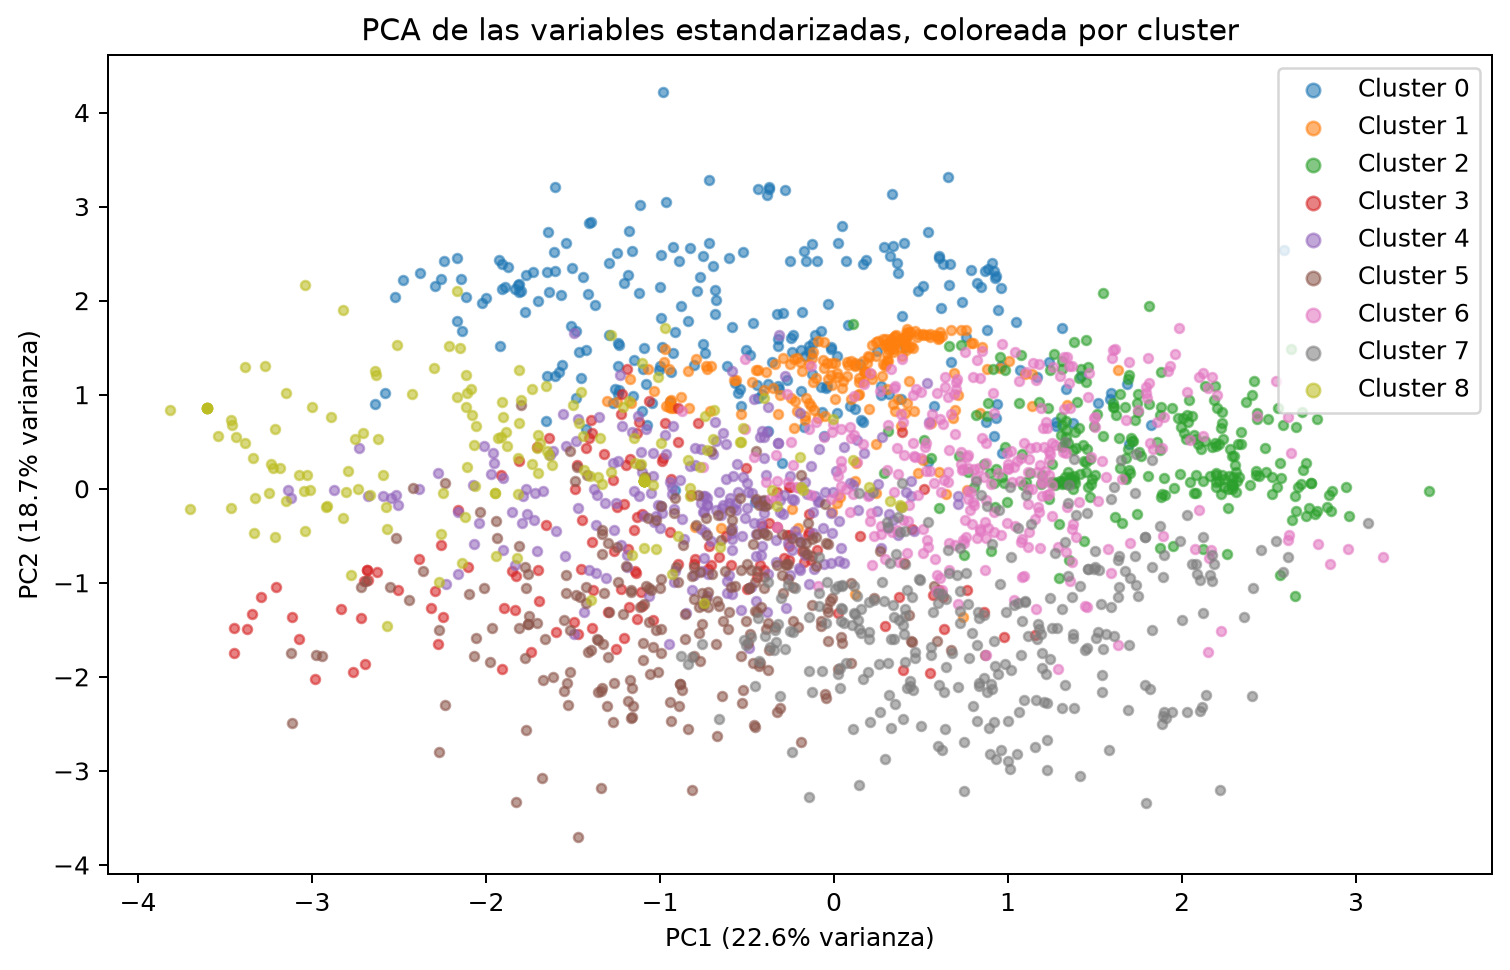 PCA de las variables estandarizadas, coloreada por cluster
Cluster 0
Cluster 1
Cluster 2
Cluster 3
Cluster 4
Cluster 5
Cluster 6
Cluster 7
Cluster 8
PC2 (18.7% varianza)
4
3
2
1
0
−1
−2
−3
−4
−4 −3 −2 −1 0 1 2 3
PC1 (22.6% varianza)